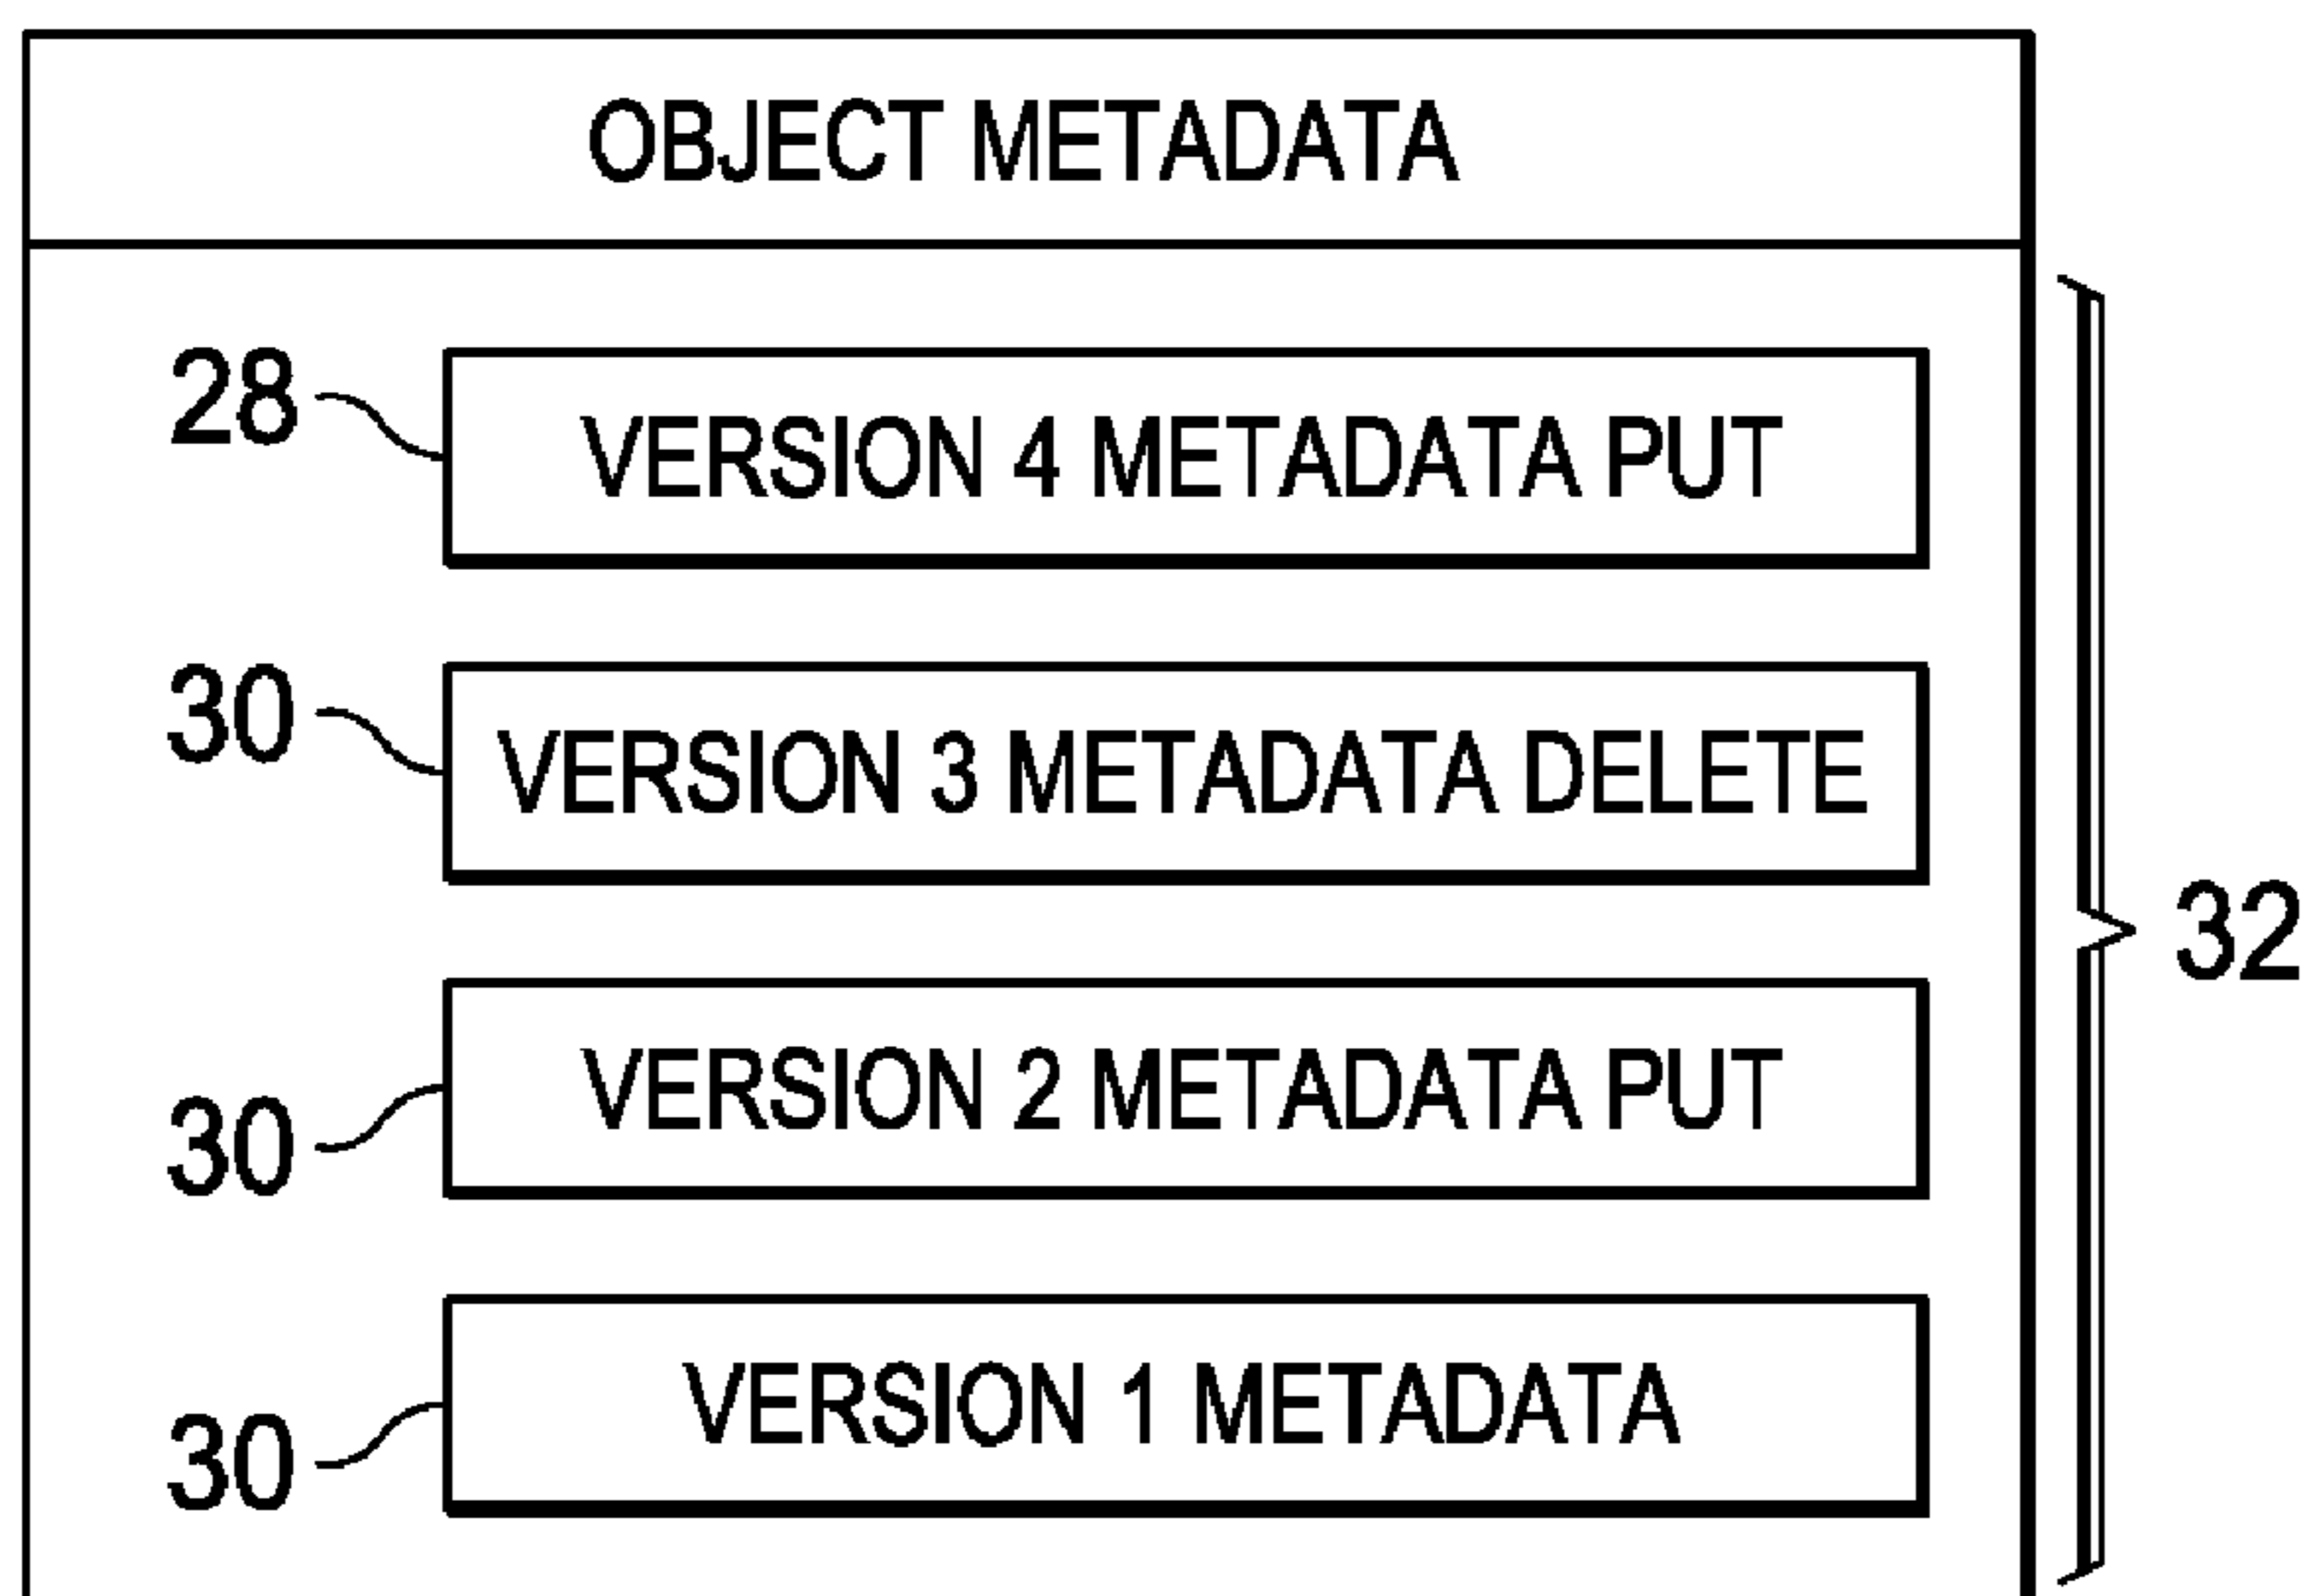 OBJECT METADATA
28 VERSION 4 METADATA PUT
30 VERSION 3 METADATA DELETE
32
30 VERSION 2 METADATA PUT
30 VERSION 1 METADATA